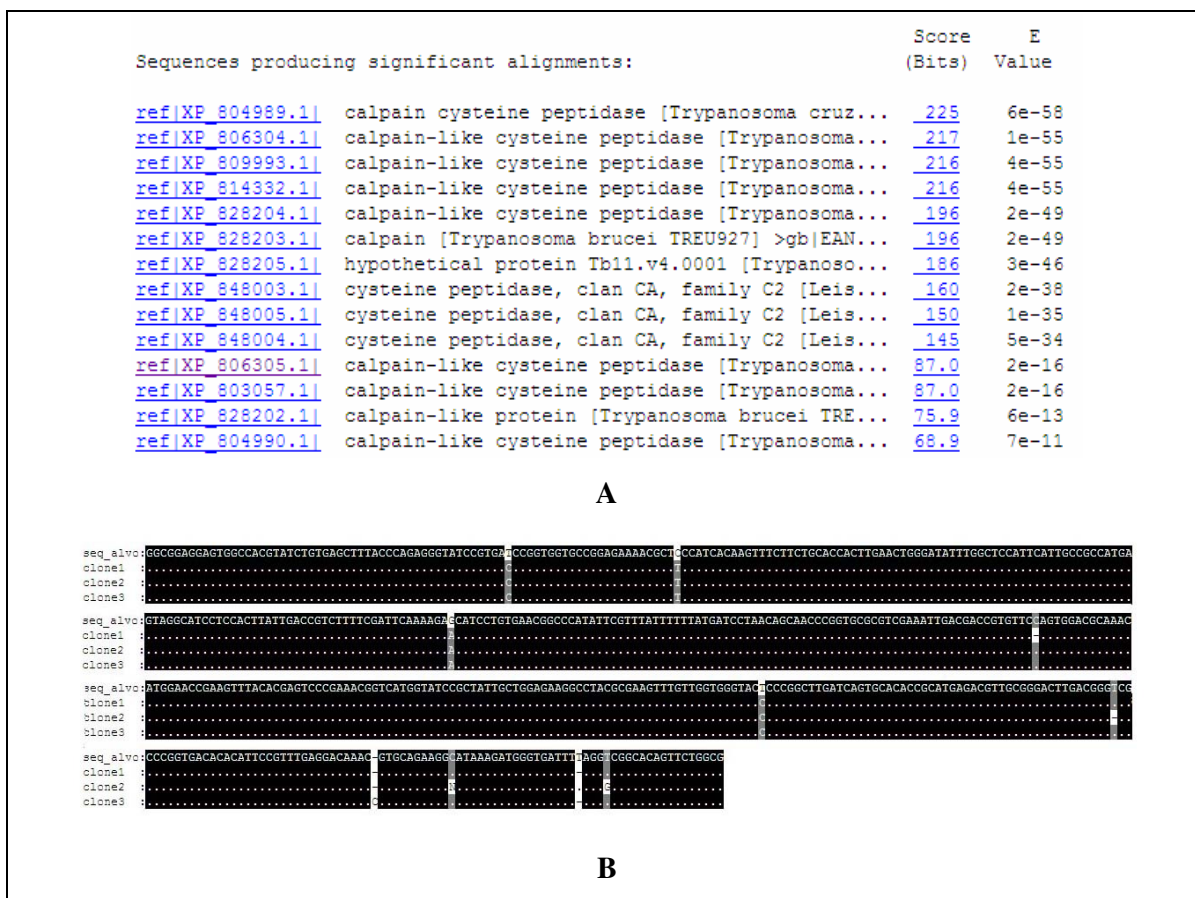 Score E
Sequences producing significant alignments: (Bits) Value
ref|XP_804989.1| calpain cysteine peptidase [Trypanosoma cruz... 225 6e-58
ref|XP_806304.1| calpain-like cysteine peptidase [Trypanosoma... 217 1e-55
ref|XP_809993.1| calpain-like cysteine peptidase [Trypanosoma... 216 4e-55
ref|XP_814332.1| calpain-like cysteine peptidase [Trypanosoma... 216 4e-55
ref|XP_828204.1| calpain-like cysteine peptidase [Trypanosoma... 196 2e-49
ref|XP_828203.1| calpain [Trypanosoma brucei TREU927] >gb|EAN... 196 2e-49
ref|XP_828205.1| hypothetical protein Tb11.v4.0001 [Trypanoso... 186 3e-46
ref|XP_848003.1| cysteine peptidase, clan CA, family C2 [Leis... 160 2e-38
ref|XP_848005.1| cysteine peptidase, clan CA, family C2 [Leis... 150 1e-35
ref|XP_848004.1| cysteine peptidase, clan CA, family C2 [Leis... 145 5e-34
ref|XP_806305.1| calpain-like cysteine peptidase [Trypanosoma... 87.0 2e-16
ref|XP_803057.1| calpain-like cysteine peptidase [Trypanosoma... 87.0 2e-16
ref|XP_828202.1| calpain-like protein [Trypanosoma brucei TRE... 75.9 6e-13
ref|XP_804990.1| calpain-like cysteine peptidase [Trypanosoma... 68.9 7e-11
A
seq_alvo:GGCGGAGGAGTGGCCACGTATCTGTGAGCTTTACCCAGAGGGTATCCGTGATCCGGTGGTGCCGGAGAAAACGCTCCCATCACAAGTTTCTTCTGCACCACTTGAACTGGGATATTTGGCTCCATTCATTGCCGCCATGA
clone1 : C T
clone2 : C T
clone3 : C T
seq_alvo:GTAGGCATCCTCCACTTATTGACCGTCTTTTCGATTCAAAAGAGCATCCTGTGAACGGCCCATATTCGTTTATTTTTTATGATCCTAACAGCAACCCGGTGCGCGTCGAAATTGACGACCGTGTTCCAGTGGACGCAAAC
clone1 : A -
clone2 : A
clone3 : A
seq_alvo:ATGGAACCGAAGTTTACACGAGTCCCGAAACGGTCATGGTATCCGCTATTGCTGGAGAAGGCCTACGCGAAGTTTGTTGGTGGGTACTCCCGGCTTGATCAGTGCACACCGCATGAGACGTTGCGGGACTTGACGGGTCG
clone1 : C
clone2 : C -
clone3 : C
seq_alvo:CCCGGTGACACACATTCCGTTTGAGGACAAAC-GTGCAGAAGGCATAAAGATGGGTGATTTTAGGTCGGCACAGTTCTGGCG
clone1 : - -
clone2 : - N . G
clone3 : C -
B